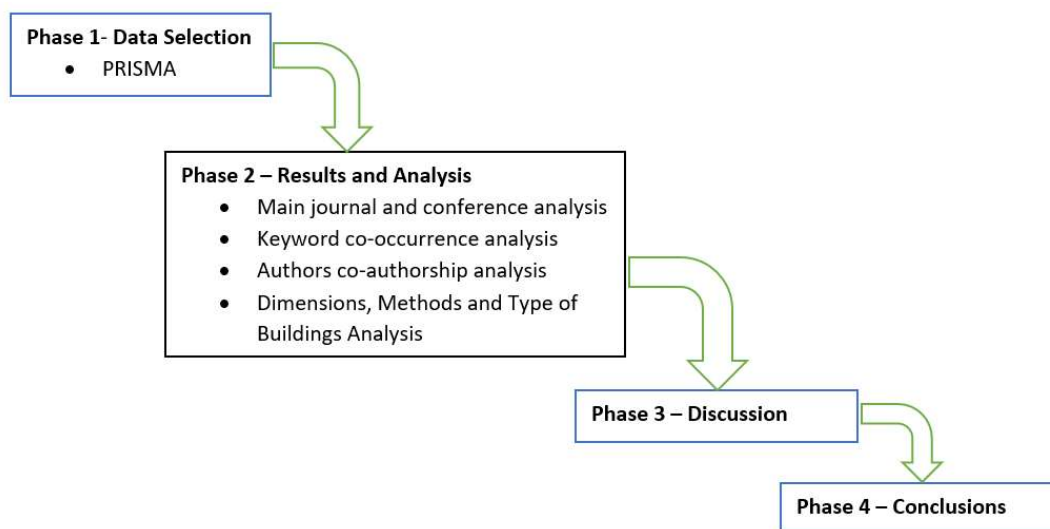 Phase 1- Data Selection
• PRISMA
Phase 2 – Results and Analysis
• Main journal and conference analysis
• Keyword co-occurrence analysis
• Authors co-authorship analysis
• Dimensions, Methods and Type of
Buildings Analysis
Phase 3 – Discussion
Phase 4 – Conclusions